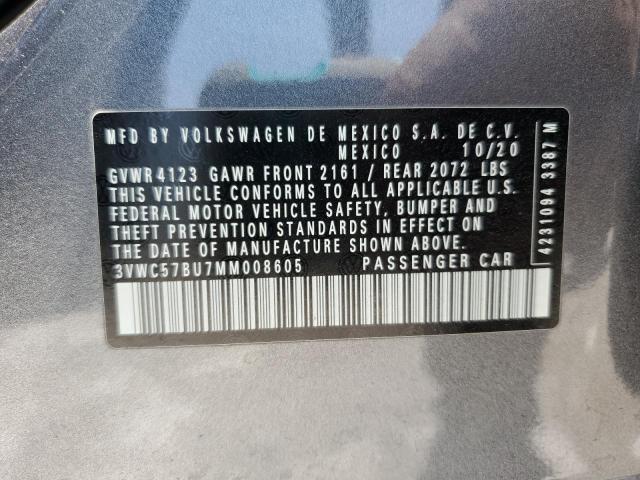 MFD BY VOLKSWAGEN DE MEXICO S.A. DE C.V.
MEXICO 10/20
GVWR 4123 GAWR FRONT 2161 / REAR 2072 LBS
THIS VEHICLE CONFORMS TO ALL APPLICABLE U.S.
FEDERAL MOTOR VEHICLE SAFETY, BUMPER AND
THEFT PREVENTION STANDARDS IN EFFECT ON
THE DATE OF MANUFACTURE SHOWN ABOVE.
3VWC57BU7MM008605 PASSENGER CAR
4231094 3387 M